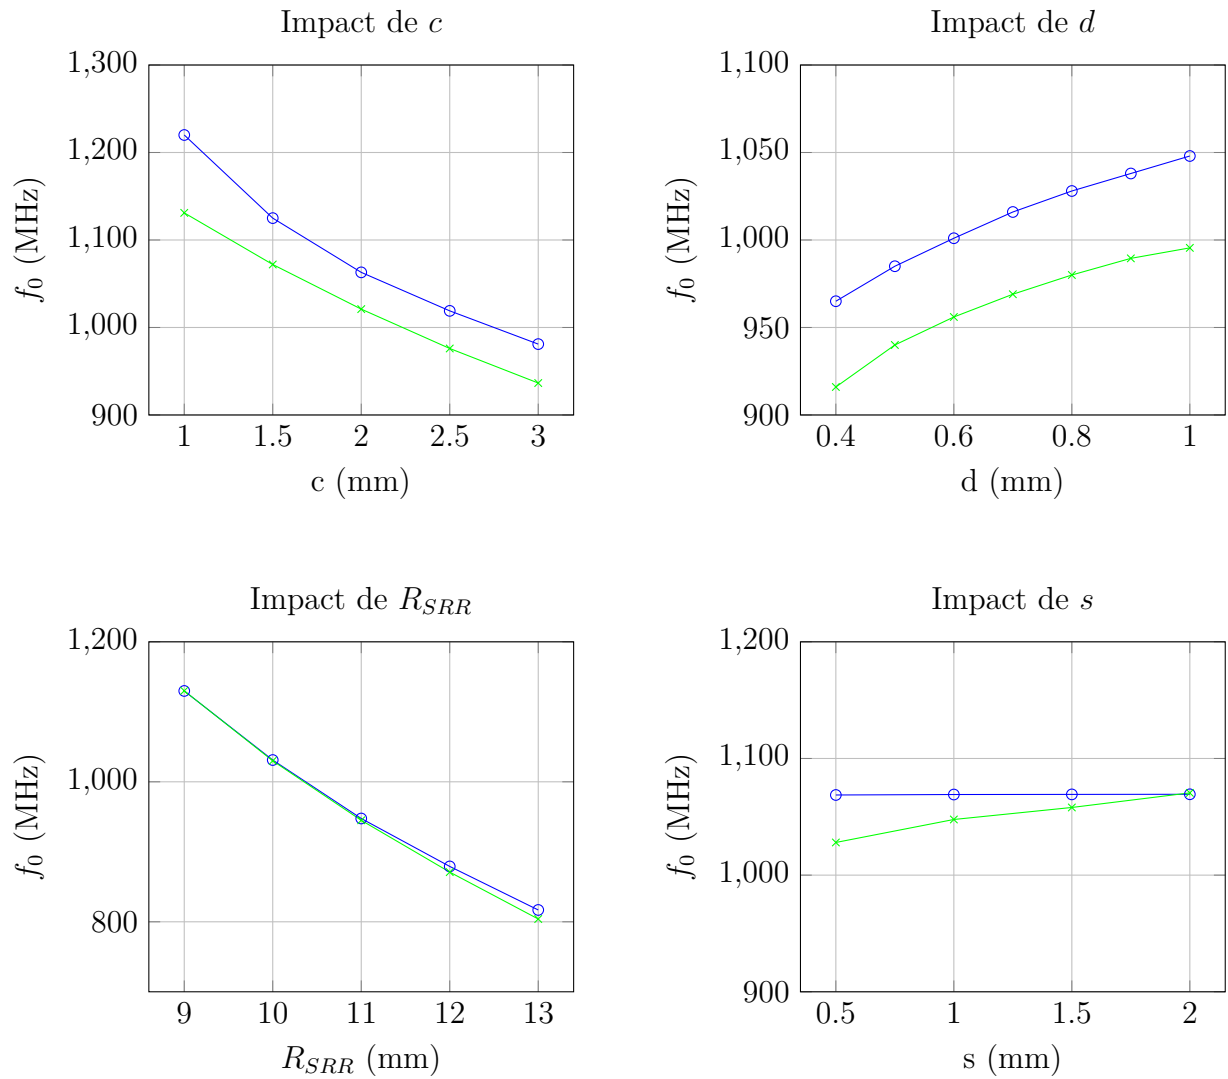 Impact de c
1,300
1,200
1,100
1,000
900
f0 (MHz)
1
1.5
2
2.5
3
c (mm)
Impact de d
1,100
1,050
1,000
950
900
f0 (MHz)
0.4
0.6
0.8
1
d (mm)
Impact de RSRR
1,200
1,000
800
f0 (MHz)
9
10
11
12
13
RSRR (mm)
Impact de s
1,200
1,100
1,000
900
f0 (MHz)
0.5
1
1.5
2
s (mm)